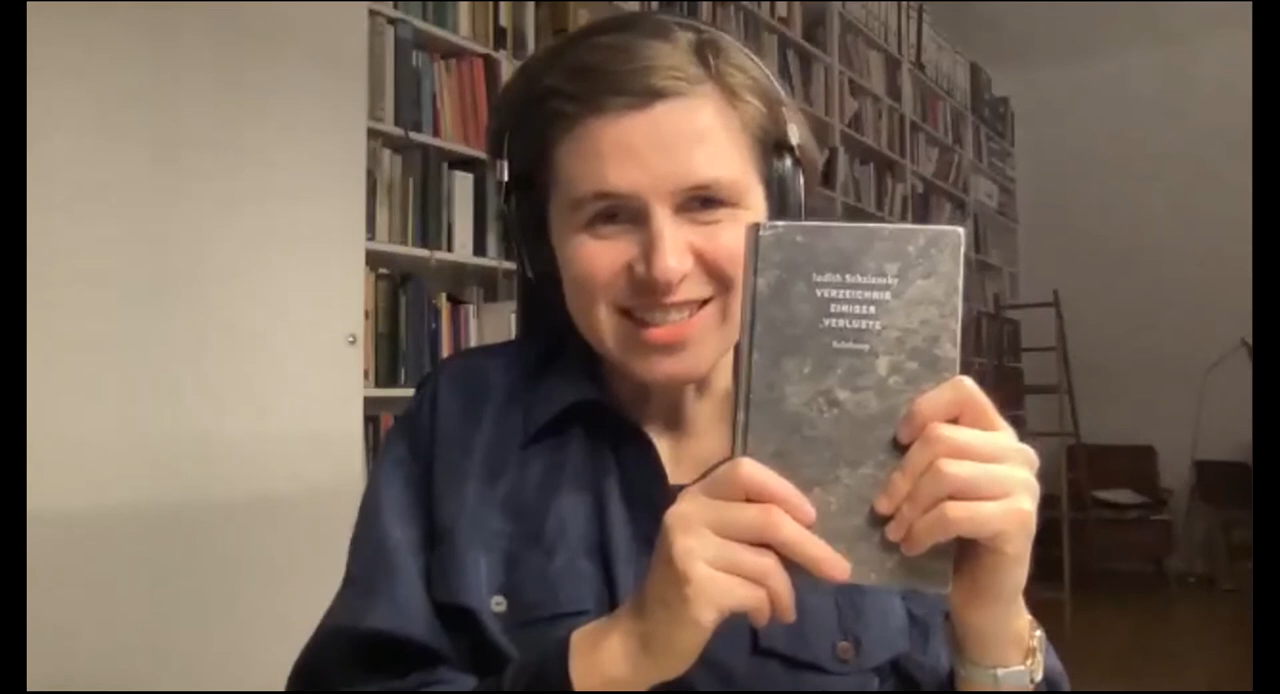 Judith Schalansky
VERZEICHNIS
EINIGER
VERLUSTE
Suhrkamp